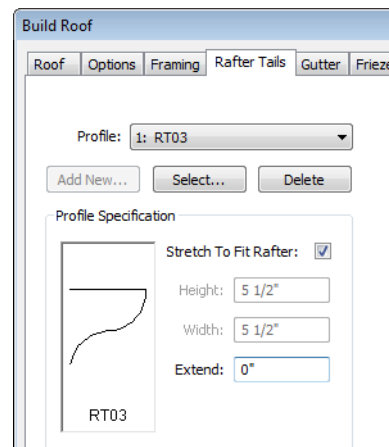 Build Roof
Roof Options Framing Rafter Tails Gutter Frieze
Profile: 1: RT03
Add New... Select... Delete
Profile Specification
Stretch To Fit Rafter:
Height: 5 1/2"
Width: 5 1/2"
Extend: 0"
RT03